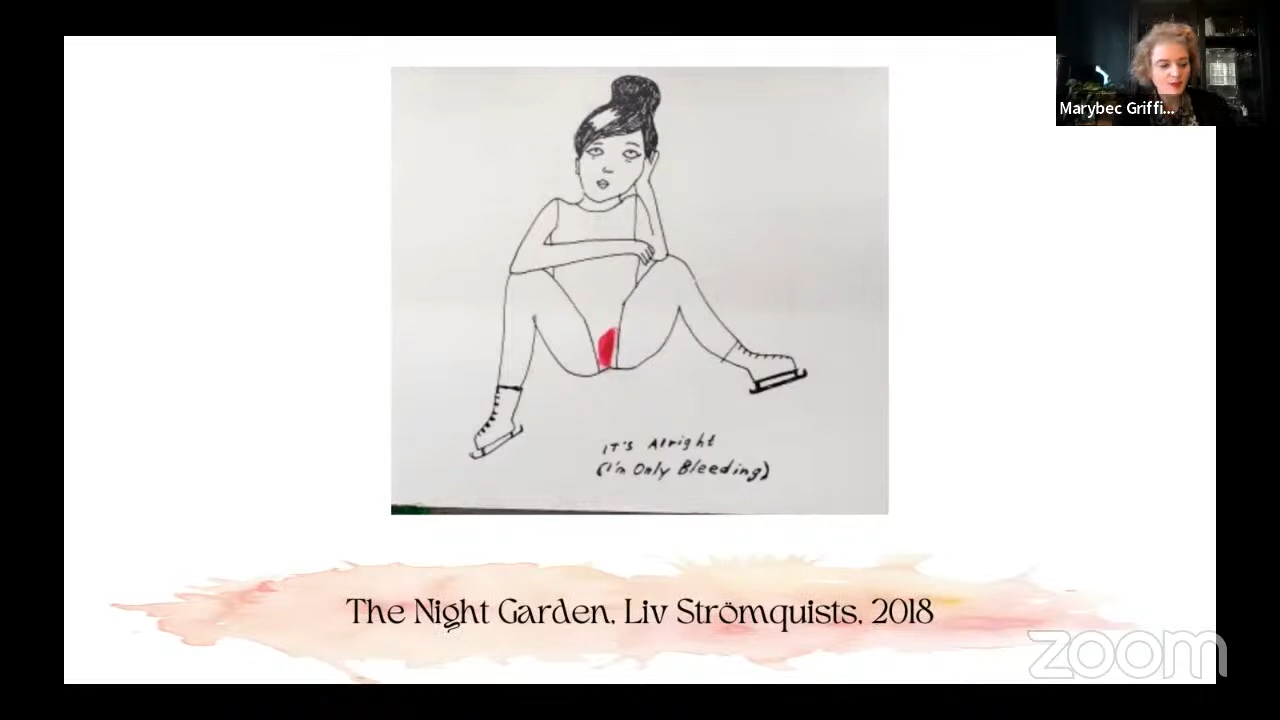 Marybec Griffi...
IT'S Alright
(I'm Only Bleeding)
The Night Garden, Liv Strömquists, 2018
zoom